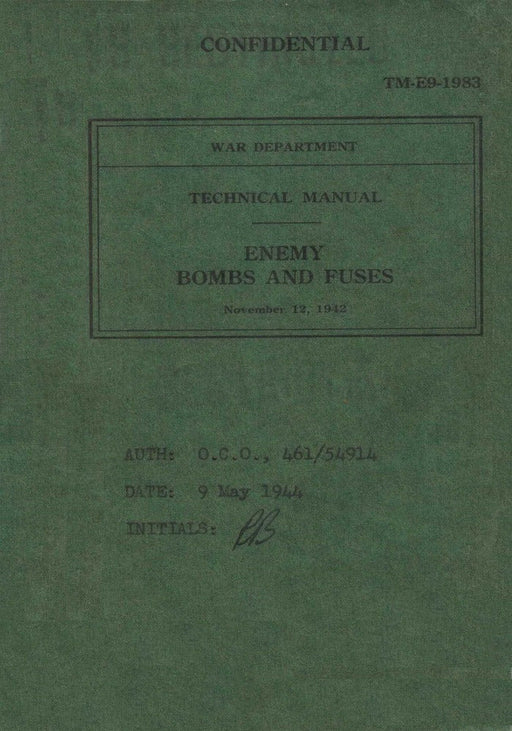 CONFIDENTIAL
TM-E9-1983
WAR DEPARTMENT
TECHNICAL MANUAL
ENEMY
BOMBS AND FUSES
November 12, 1942
AUTH: O.C.O., 461/54914
DATE: 9 May 1944
INITIALS: PB